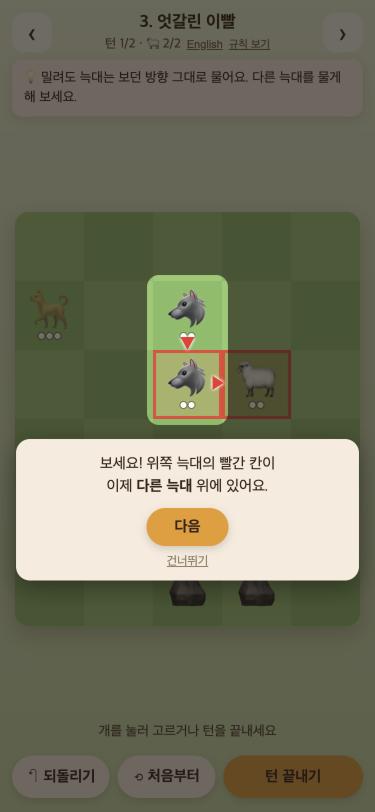 3. 엇갈린 이빨
턴 1/2 · 🐑 2/2 English 규칙 보기
💡 밀려도 늑대는 보던 방향 그대로 물어요. 다른 늑대를 물게
해 보세요.
보세요! 위쪽 늑대의 빨간 칸이
이제 다른 늑대 위에 있어요.
다음
건너뛰기
개를 눌러 고르거나 턴을 끝내세요
되돌리기
처음부터
턴 끝내기